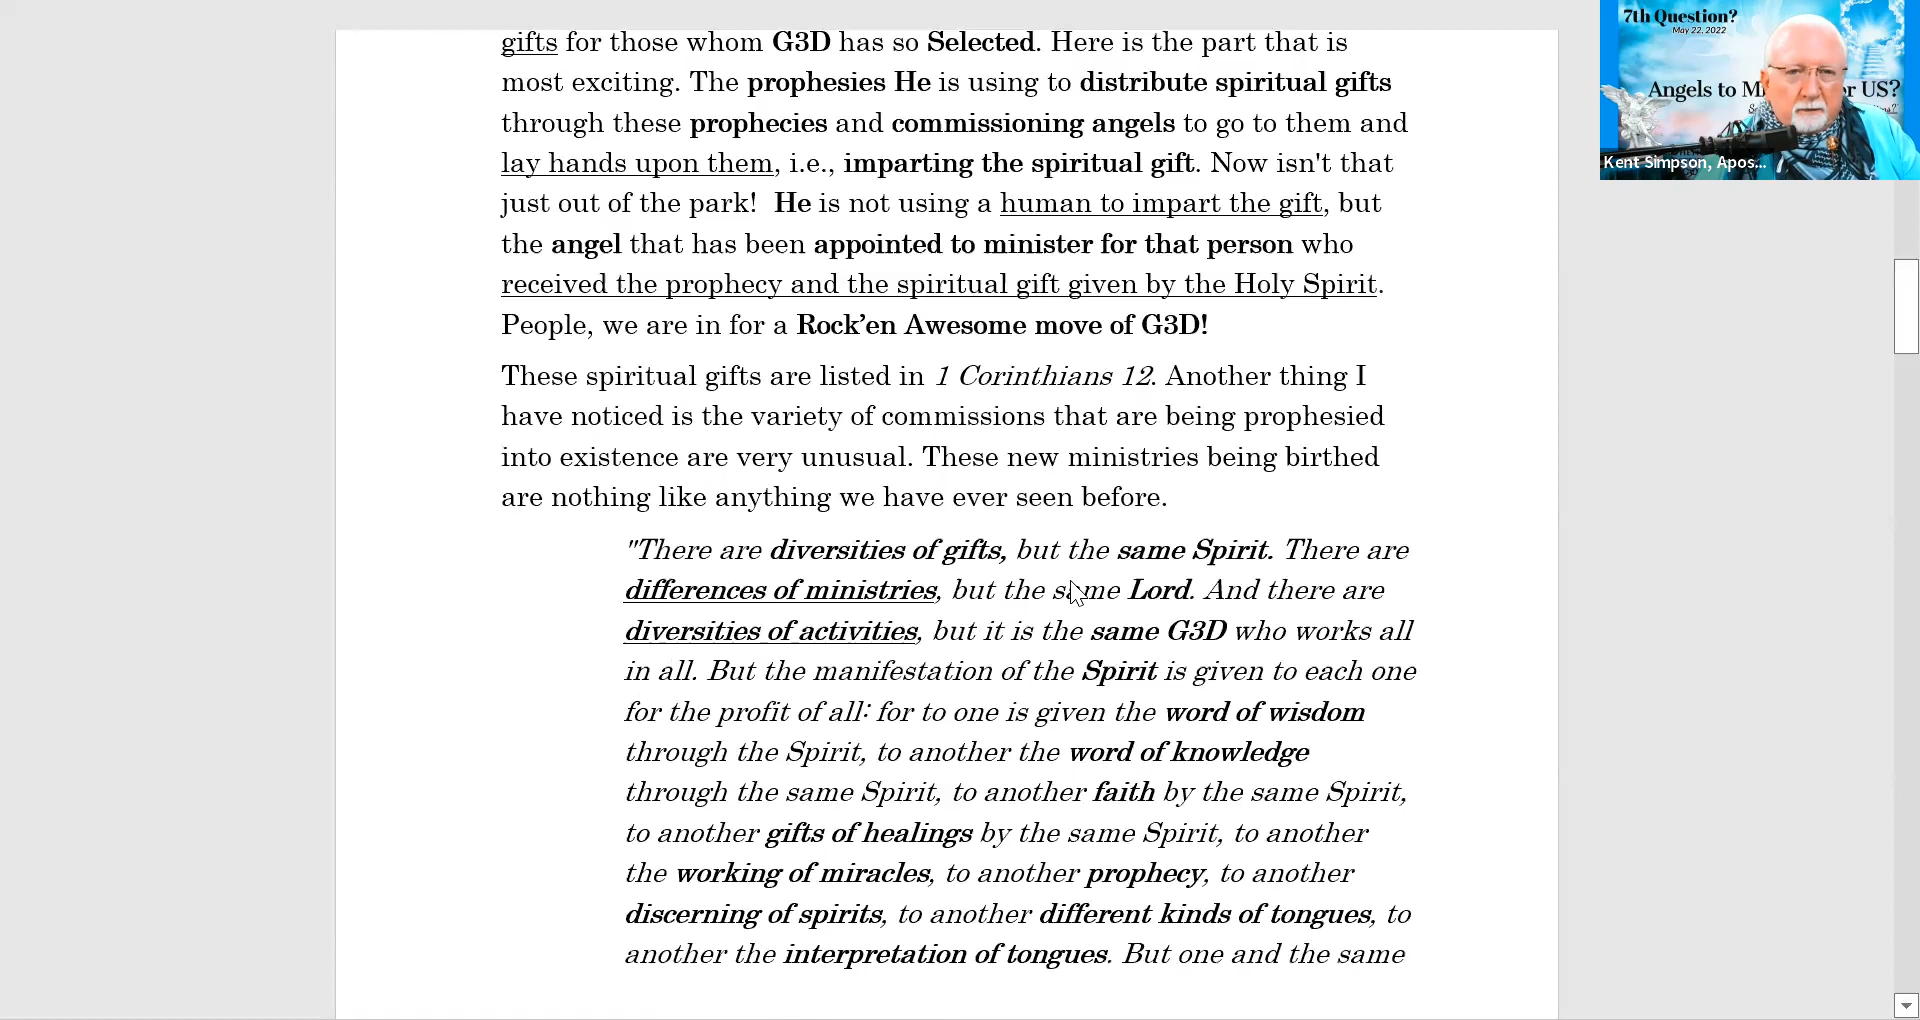 gifts for those whom G3D has so Selected. Here is the part that is
most exciting. The prophesies He is using to distribute spiritual gifts
through these prophecies and commissioning angels to go to them and
lay hands upon them, i.e., imparting the spiritual gift. Now isn't that
just out of the park!  He is not using a human to impart the gift, but
the angel that has been appointed to minister for that person who
received the prophecy and the spiritual gift given by the Holy Spirit.
People, we are in for a Rock’en Awesome move of G3D!
These spiritual gifts are listed in 1 Corinthians 12. Another thing I
have noticed is the variety of commissions that are being prophesied
into existence are very unusual. These new ministries being birthed
are nothing like anything we have ever seen before.
"There are diversities of gifts, but the same Spirit. There are
differences of ministries, but the same Lord. And there are
diversities of activities, but it is the same G3D who works all
in all. But the manifestation of the Spirit is given to each one
for the profit of all: for to one is given the word of wisdom
through the Spirit, to another the word of knowledge
through the same Spirit, to another faith by the same Spirit,
to another gifts of healings by the same Spirit, to another
the working of miracles, to another prophecy, to another
discerning of spirits, to another different kinds of tongues, to
another the interpretation of tongues. But one and the same
7th Question?
May 22, 2022
Angels to M r US?
Kent Simpson, Apos...